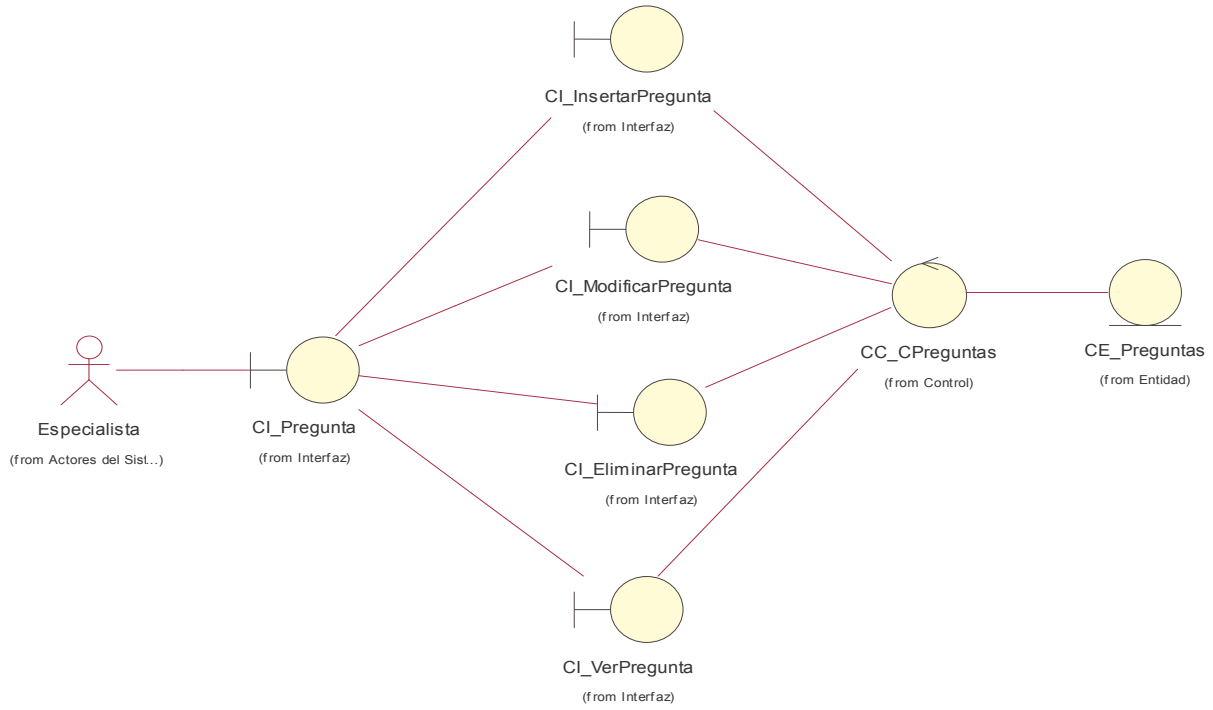 CI_InsertarPregunta
(from Interfaz)
CI_ModificarPregunta
(from Interfaz)
CC_CPreguntas
(from Control)
CE_Preguntas
(from Entidad)
Especialista
(from Actores del Sist...)
CI_Pregunta
(from Interfaz)
CI_EliminarPregunta
(from Interfaz)
CI_VerPregunta
(from Interfaz)